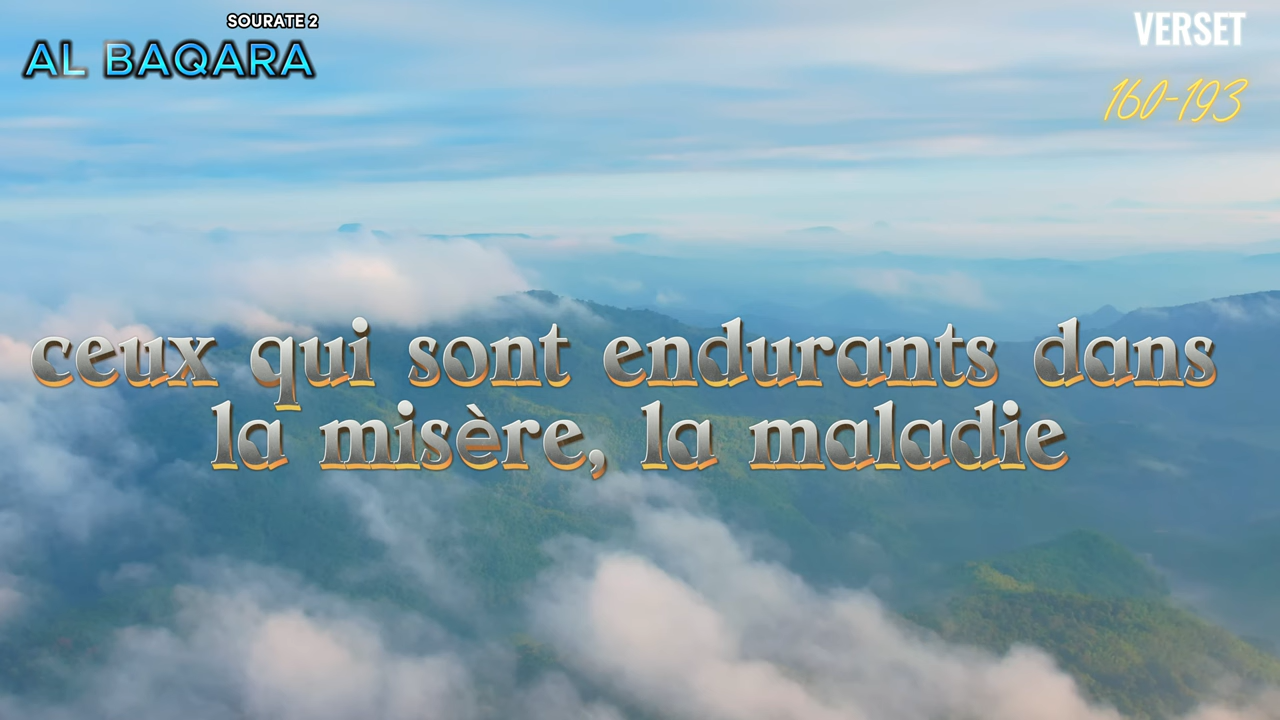 SOURATE 2
AL BAQARA
VERSET
160-193
ceux qui sont endurants dans
la misère, la maladie